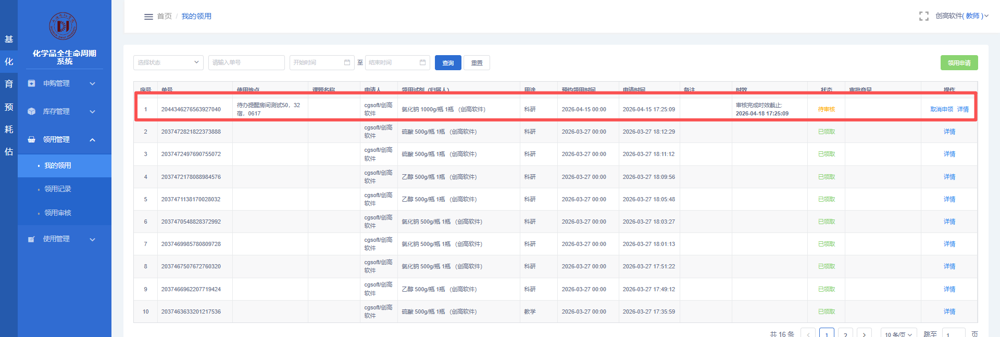 基
化
育
预
耗
估
化学品全生命周期
系统
申购管理
库存管理
领用管理
我的领用
领用记录
领用审核
使用管理
首页 / 我的领用
创高软件( 教师 )
选择状态 请输入单号 开始时间 至 结束时间 查询 重置 领用申请
序号 单号 使用地点 课题名称 申请人 领用试剂（归属人） 用途 预约领用时间 申请时间 备注 时效 状态 审批意见 操作
1 2044346276563927040 待办提醒房间测试50，32宿，0617 cgsoft/创高软件 氯化钠 1000g/瓶 1瓶 （创高软件） 科研 2026-04-15 00:00 2026-04-15 17:25:09 审核完成时效截止: 2026-04-18 17:25:09 待审核 取消申领 详情
2 2037472821822373888 cgsoft/创高软件 硫酸 500g/瓶 1瓶 （创高软件） 科研 2026-03-27 00:00 2026-03-27 18:12:29 已领取 详情
3 2037472497690755072 cgsoft/创高软件 硫酸 500g/瓶 1瓶 （创高软件） 科研 2026-03-27 00:00 2026-03-27 18:11:12 已领取 详情
4 2037472178088984576 cgsoft/创高软件 乙醇 500g/瓶 1瓶 （创高软件） 科研 2026-03-27 00:00 2026-03-27 18:09:56 已领取 详情
5 2037471138170028032 cgsoft/创高软件 乙醇 500g/瓶 1瓶 （创高软件） 科研 2026-03-27 00:00 2026-03-27 18:05:48 已领取 详情
6 2037470548828372992 cgsoft/创高软件 氯化钠 500g/瓶 1瓶 （创高软件） 科研 2026-03-27 00:00 2026-03-27 18:03:27 已领取 详情
7 2037469985780809728 cgsoft/创高软件 氯化钠 500g/瓶 1瓶 （创高软件） 科研 2026-03-27 00:00 2026-03-27 18:01:13 已领取 详情
8 2037467507672760320 cgsoft/创高软件 氯化钠 500g/瓶 1瓶 （创高软件） 科研 2026-03-27 00:00 2026-03-27 17:51:22 已领取 详情
9 2037466962207719424 cgsoft/创高软件 乙醇 500g/瓶 1瓶 （创高软件） 科研 2026-03-27 00:00 2026-03-27 17:49:12 已领取 详情
10 2037463633201217536 cgsoft/创高软件 硫酸 500g/瓶 1瓶 （创高软件） 教学 2026-03-27 00:00 2026-03-27 17:35:59 已领取 详情
共 16 条 1 2 10 条/页 跳至 1 页